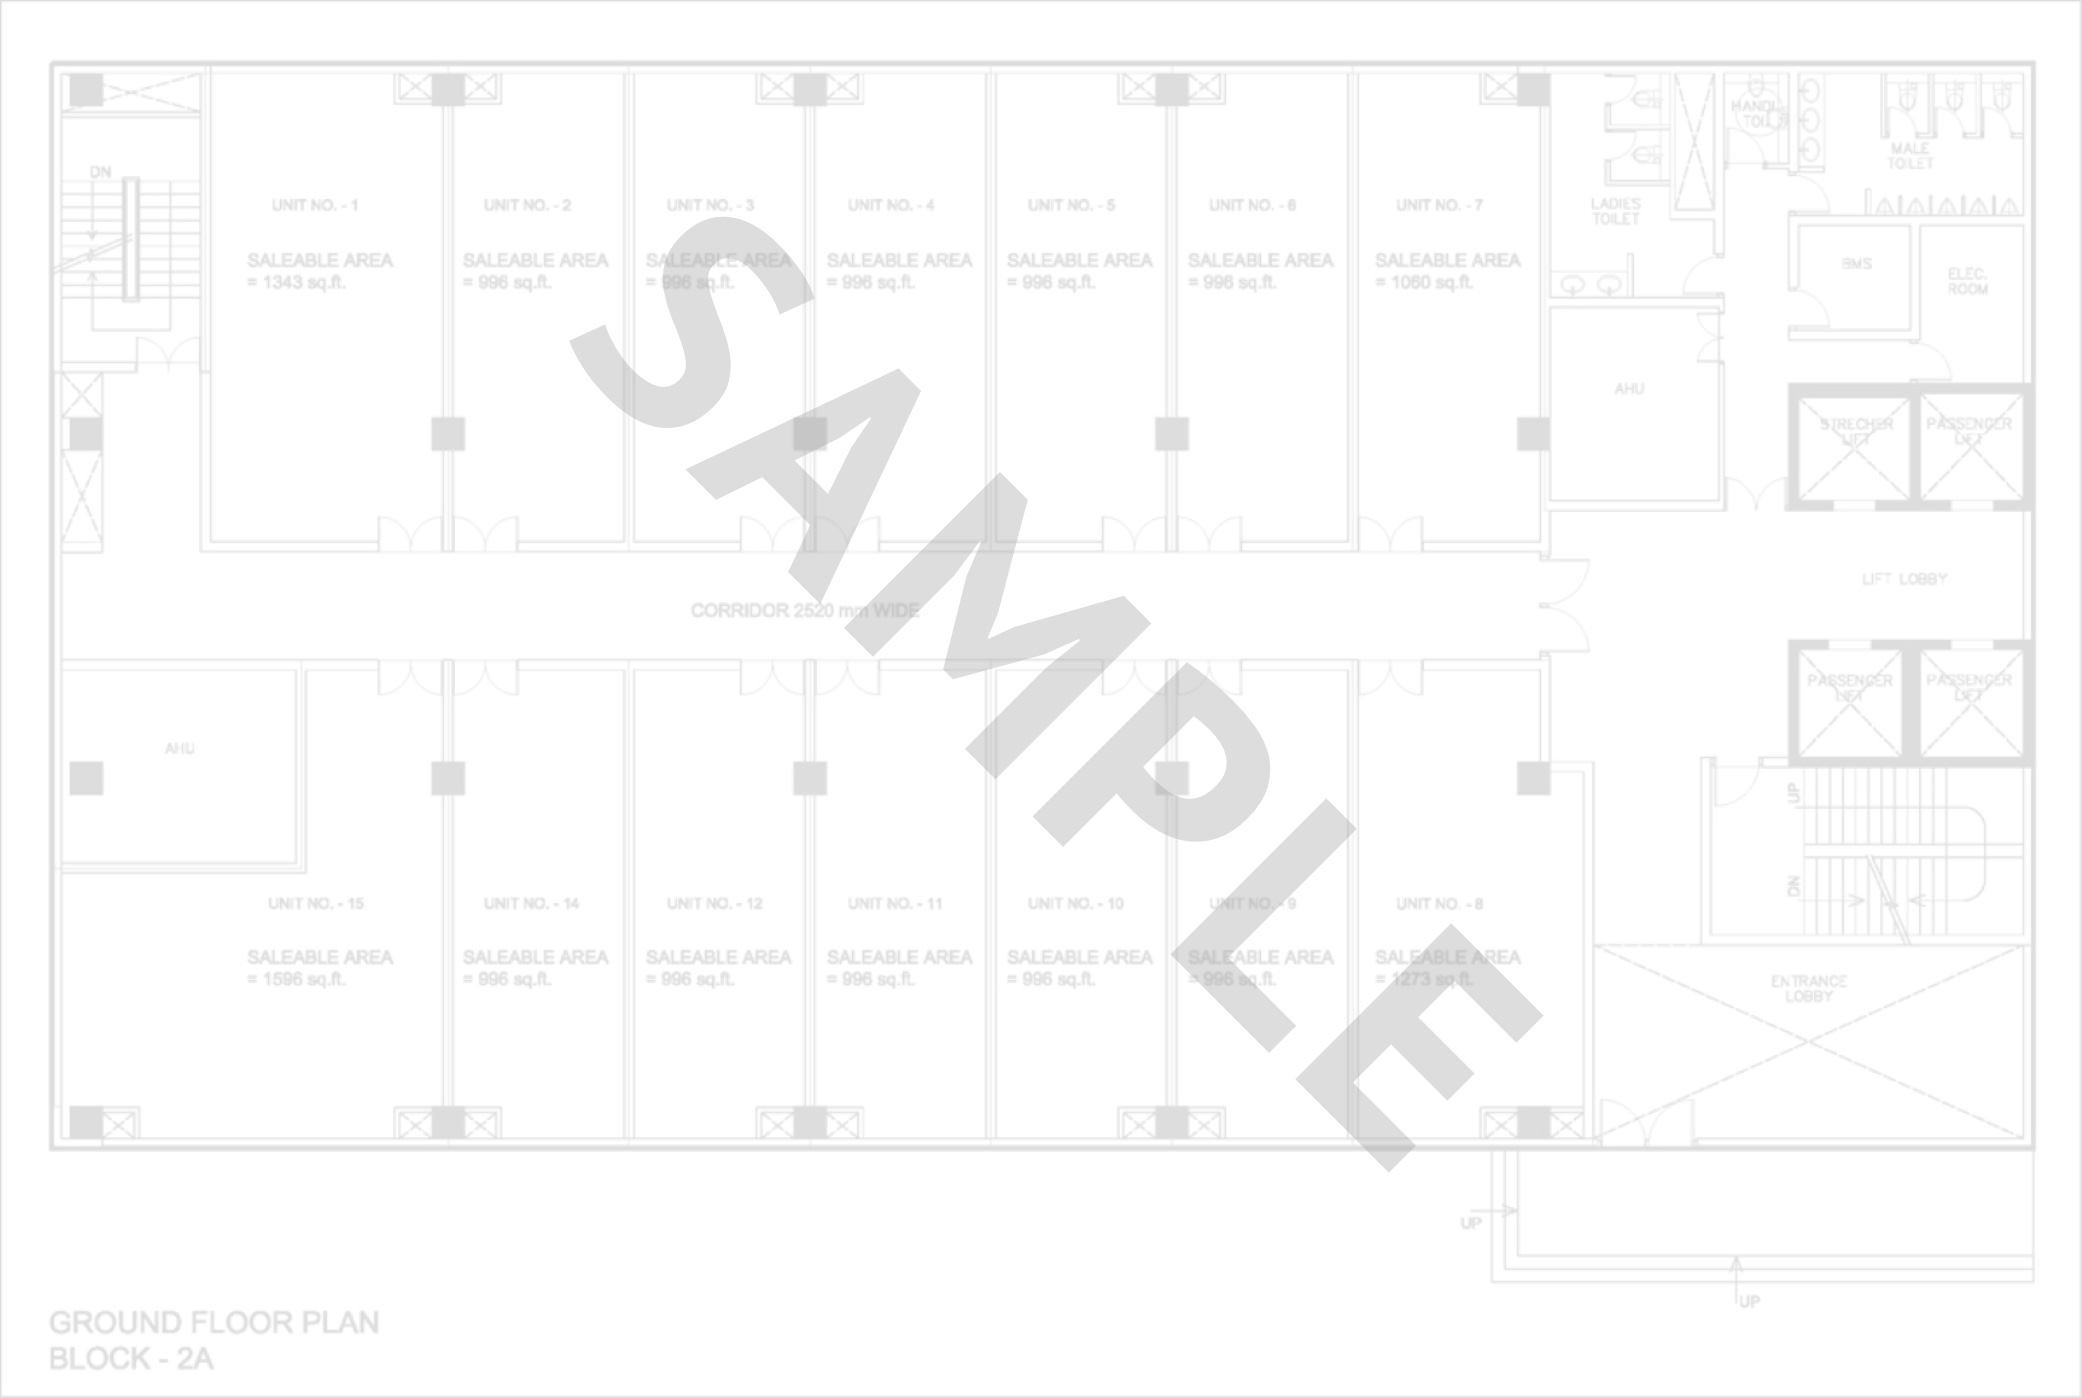 DN
HANDI.
TOI
MALE
TOILET
UNIT NO. - 1
UNIT NO. - 2
UNIT NO. - 3
UNIT NO. - 4
UNIT NO. - 5
UNIT NO. - 6
UNIT NO. - 7
LADIES
TOILET
SALEABLE AREA
= 1343 sq.ft.
SALEABLE AREA
= 996 sq.ft.
SALEABLE AREA
= 996 sq.ft.
SALEABLE AREA
= 996 sq.ft.
SALEABLE AREA
= 996 sq.ft.
SALEABLE AREA
= 996 sq.ft.
SALEABLE AREA
= 1060 sq.ft.
BMS
ELEC.
ROOM
AHU
STRECHER
LIFT
PASSENGER
LIFT
LIFT LOBBY
CORRIDOR 2520 mm WIDE
SAMPLE
PASSENGER
LIFT
PASSENGER
LIFT
AHU
UP
DN
UNIT NO. - 15
UNIT NO. - 14
UNIT NO. - 12
UNIT NO. - 11
UNIT NO. - 10
UNIT NO. - 9
UNIT NO. - 8
SALEABLE AREA
= 1596 sq.ft.
SALEABLE AREA
= 996 sq.ft.
SALEABLE AREA
= 996 sq.ft.
SALEABLE AREA
= 996 sq.ft.
SALEABLE AREA
= 996 sq.ft.
SALEABLE AREA
= 996 sq.ft.
SALEABLE AREA
= 1273 sq.ft.
ENTRANCE
LOBBY
UP
UP
GROUND FLOOR PLAN
BLOCK - 2A